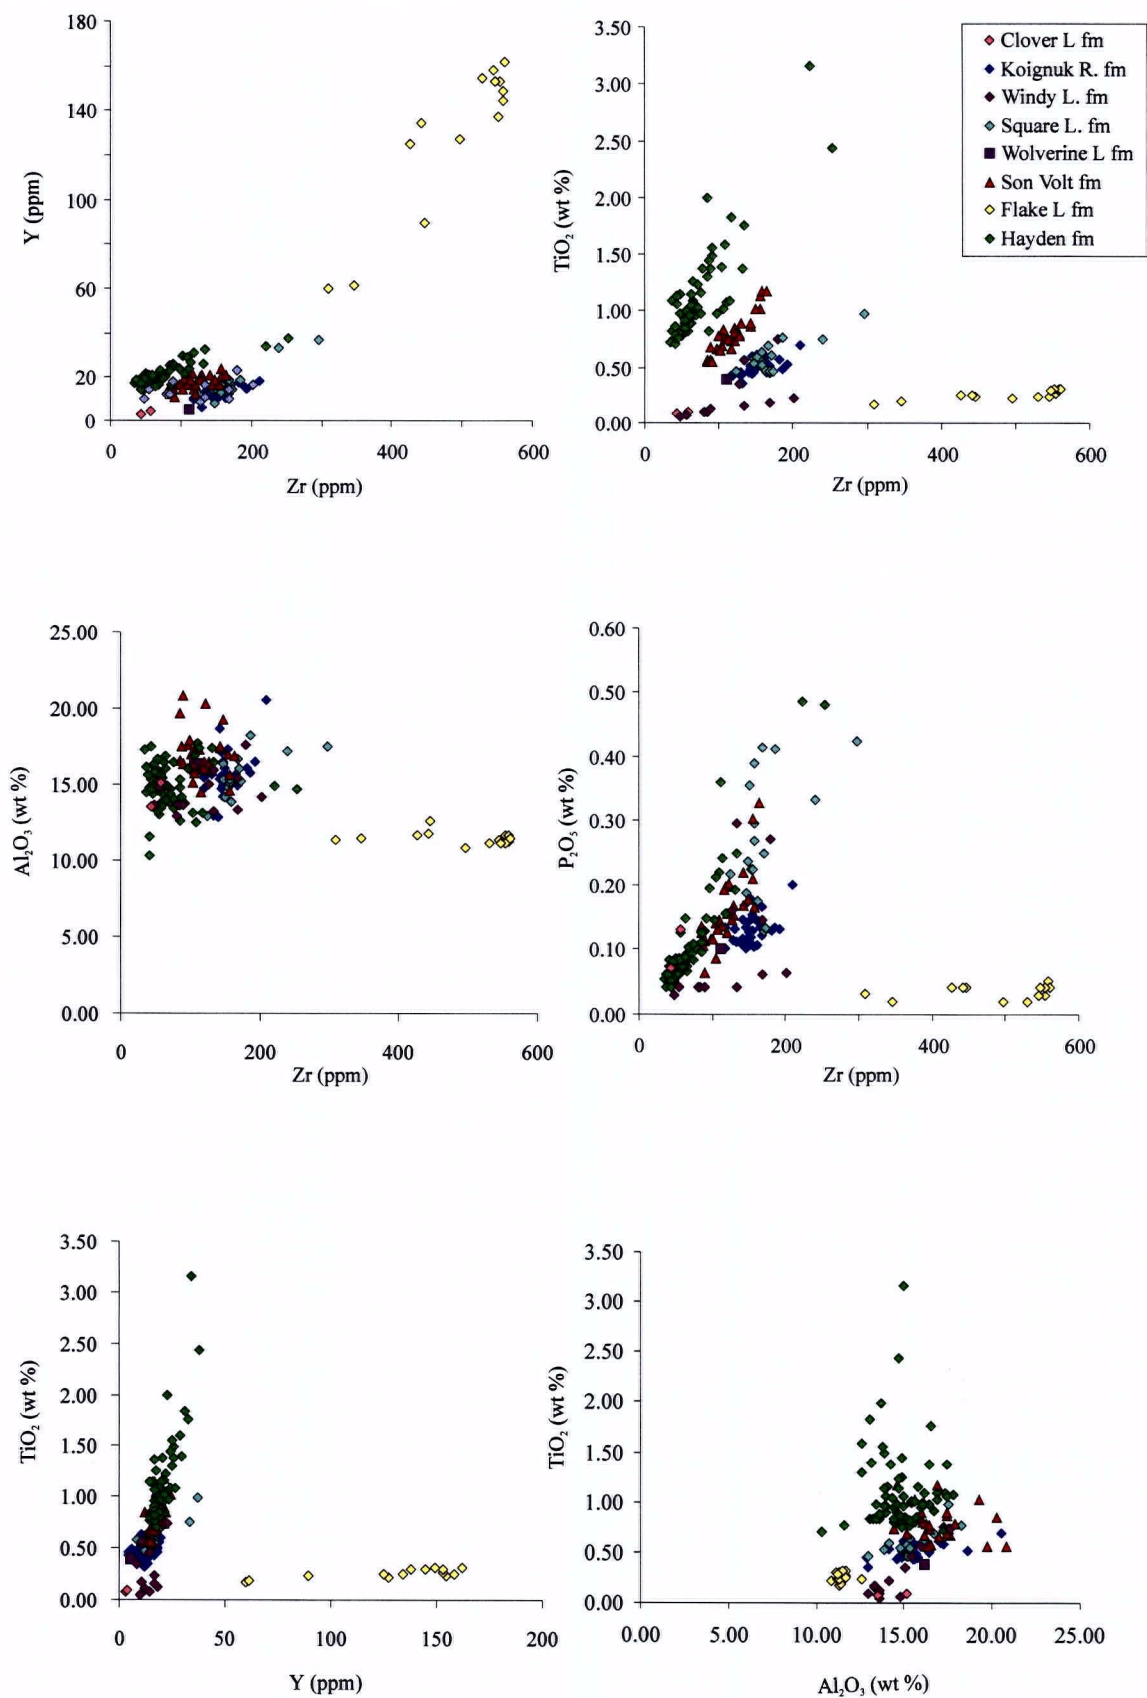 180
140
100
60
20
0
Y (ppm)
0 200 400 600
Zr (ppm)
3.50
3.00
2.50
2.00
1.50
1.00
0.50
0.00
TiO₂ (wt %)
0 200 400 600
Zr (ppm)
Clover L fm
Koignuk R. fm
Windy L. fm
Square L. fm
Wolverine L fm
Son Volt fm
Flake L fm
Hayden fm
25.00
20.00
15.00
10.00
5.00
0.00
Al₂O₃ (wt %)
0 200 400 600
Zr (ppm)
0.60
0.50
0.40
0.30
0.20
0.10
0.00
P₂O₅ (wt %)
0 200 400 600
Zr (ppm)
3.50
3.00
2.50
2.00
1.50
1.00
0.50
0.00
TiO₂ (wt %)
0 50 100 150 200
Y (ppm)
3.50
3.00
2.50
2.00
1.50
1.00
0.50
0.00
TiO₂ (wt %)
0.00 5.00 10.00 15.00 20.00 25.00
Al₂O₃ (wt %)